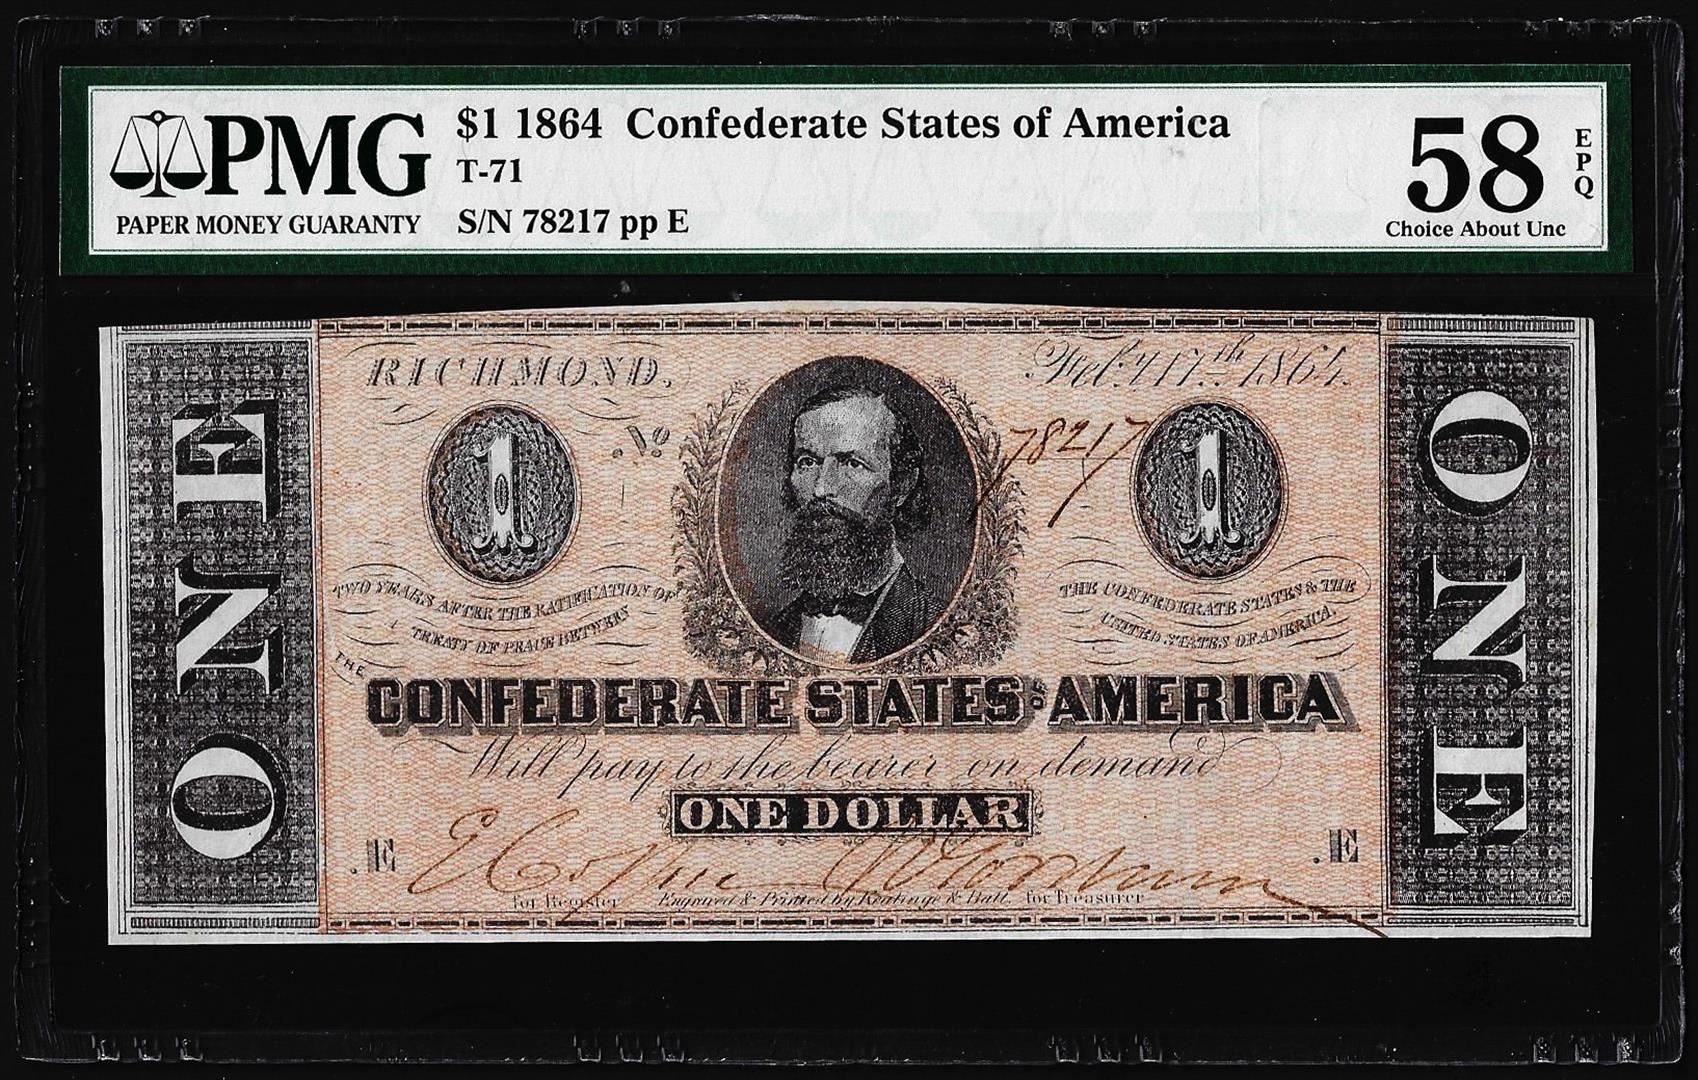 PMG
PAPER MONEY GUARANTY
$1 1864 Confederate States of America
T-71
S/N 78217 pp E
58
EPQ
Choice About Unc
RICHMOND.
Feb.y 17th 1864.
1
No
78217
1
ONE
ONE
TWO YEARS AFTER THE RATIFICATION OF
TREATY OF PEACE BETWEEN
THE CONFEDERATE STATES & THE
UNITED STATES OF AMERICA.
THE
CONFEDERATE STATES OF AMERICA
Will pay to the bearer on demand
ONE DOLLAR
.E
.E
for Register
Engraved & Printed by Keatinge & Ball.
for Treasurer